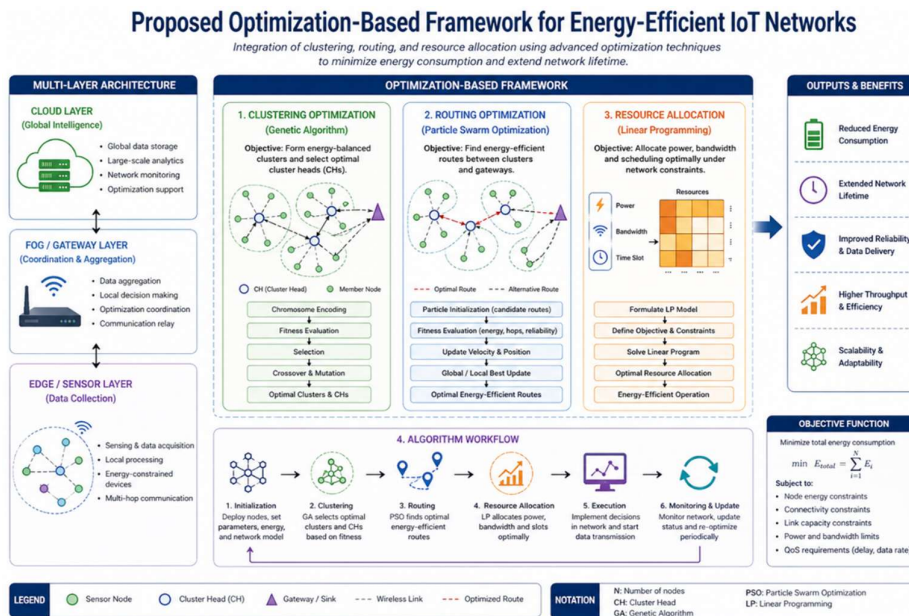 Proposed Optimization-Based Framework for Energy-Efficient IoT Networks
Integration of clustering, routing, and resource allocation using advanced optimization techniques
to minimize energy consumption and extend network lifetime.
MULTI-LAYER ARCHITECTURE
CLOUD LAYER
(Global Intelligence)
• Global data storage
• Large-scale analytics
• Network monitoring
• Optimization support
FOG / GATEWAY LAYER
(Coordination & Aggregation)
• Data aggregation
• Local decision making
• Optimization coordination
• Communication relay
EDGE / SENSOR LAYER
(Data Collection)
• Sensing & data acquisition
• Local processing
• Energy-constrained
devices
• Multi-hop communication
OPTIMIZATION-BASED FRAMEWORK
1. CLUSTERING OPTIMIZATION
(Genetic Algorithm)
Objective: Form energy-balanced
clusters and select optimal
cluster heads (CHs).
CH (Cluster Head)
Member Node
Chromosome Encoding
Fitness Evaluation
Selection
Crossover & Mutation
Optimal Clusters & CHs
2. ROUTING OPTIMIZATION
(Particle Swarm Optimization)
Objective: Find energy-efficient
routes between clusters
and gateways.
Optimal Route
Alternative Route
Particle Initialization (candidate routes)
Fitness Evaluation (energy, hops, reliability)
Update Velocity & Position
Global / Local Best Update
Optimal Energy-Efficient Routes
3. RESOURCE ALLOCATION
(Linear Programming)
Objective: Allocate power, bandwidth
and scheduling optimally under
network constraints.
Resources
Power
Bandwidth
Time Slot
Formulate LP Model
Define Objective & Constraints
Solve Linear Program
Optimal Resource Allocation
Energy-Efficient Operation
4. ALGORITHM WORKFLOW
1. Initialization
Deploy nodes, set
parameters, energy,
and network model
2. Clustering
GA selects optimal
clusters and CHs
based on fitness
3. Routing
PSO finds optimal
energy-efficient
routes
4. Resource Allocation
LP allocates power,
bandwidth and slots
optimally
5. Execution
Implement decisions
in network and start
data transmission
6. Monitoring & Update
Monitor network, update
status and re-optimize
periodically
OUTPUTS & BENEFITS
Reduced Energy
Consumption
Extended Network
Lifetime
Improved Reliability
& Data Delivery
Higher Throughput
& Efficiency
Scalability &
Adaptability
OBJECTIVE FUNCTION
Minimize total energy consumption
min E_total = ∑_{i=1}^{N} E_i
Subject to:
• Node energy constraints
• Connectivity constraints
• Link capacity constraints
• Power and bandwidth limits
• QoS requirements (delay, data rate
LEGEND
Sensor Node
Cluster Head (CH)
Gateway / Sink
Wireless Link
Optimized Route
NOTATION
N: Number of nodes
CH: Cluster Head
GA: Genetic Algorithm
PSO: Particle Swarm Optimization
LP: Linear Programming